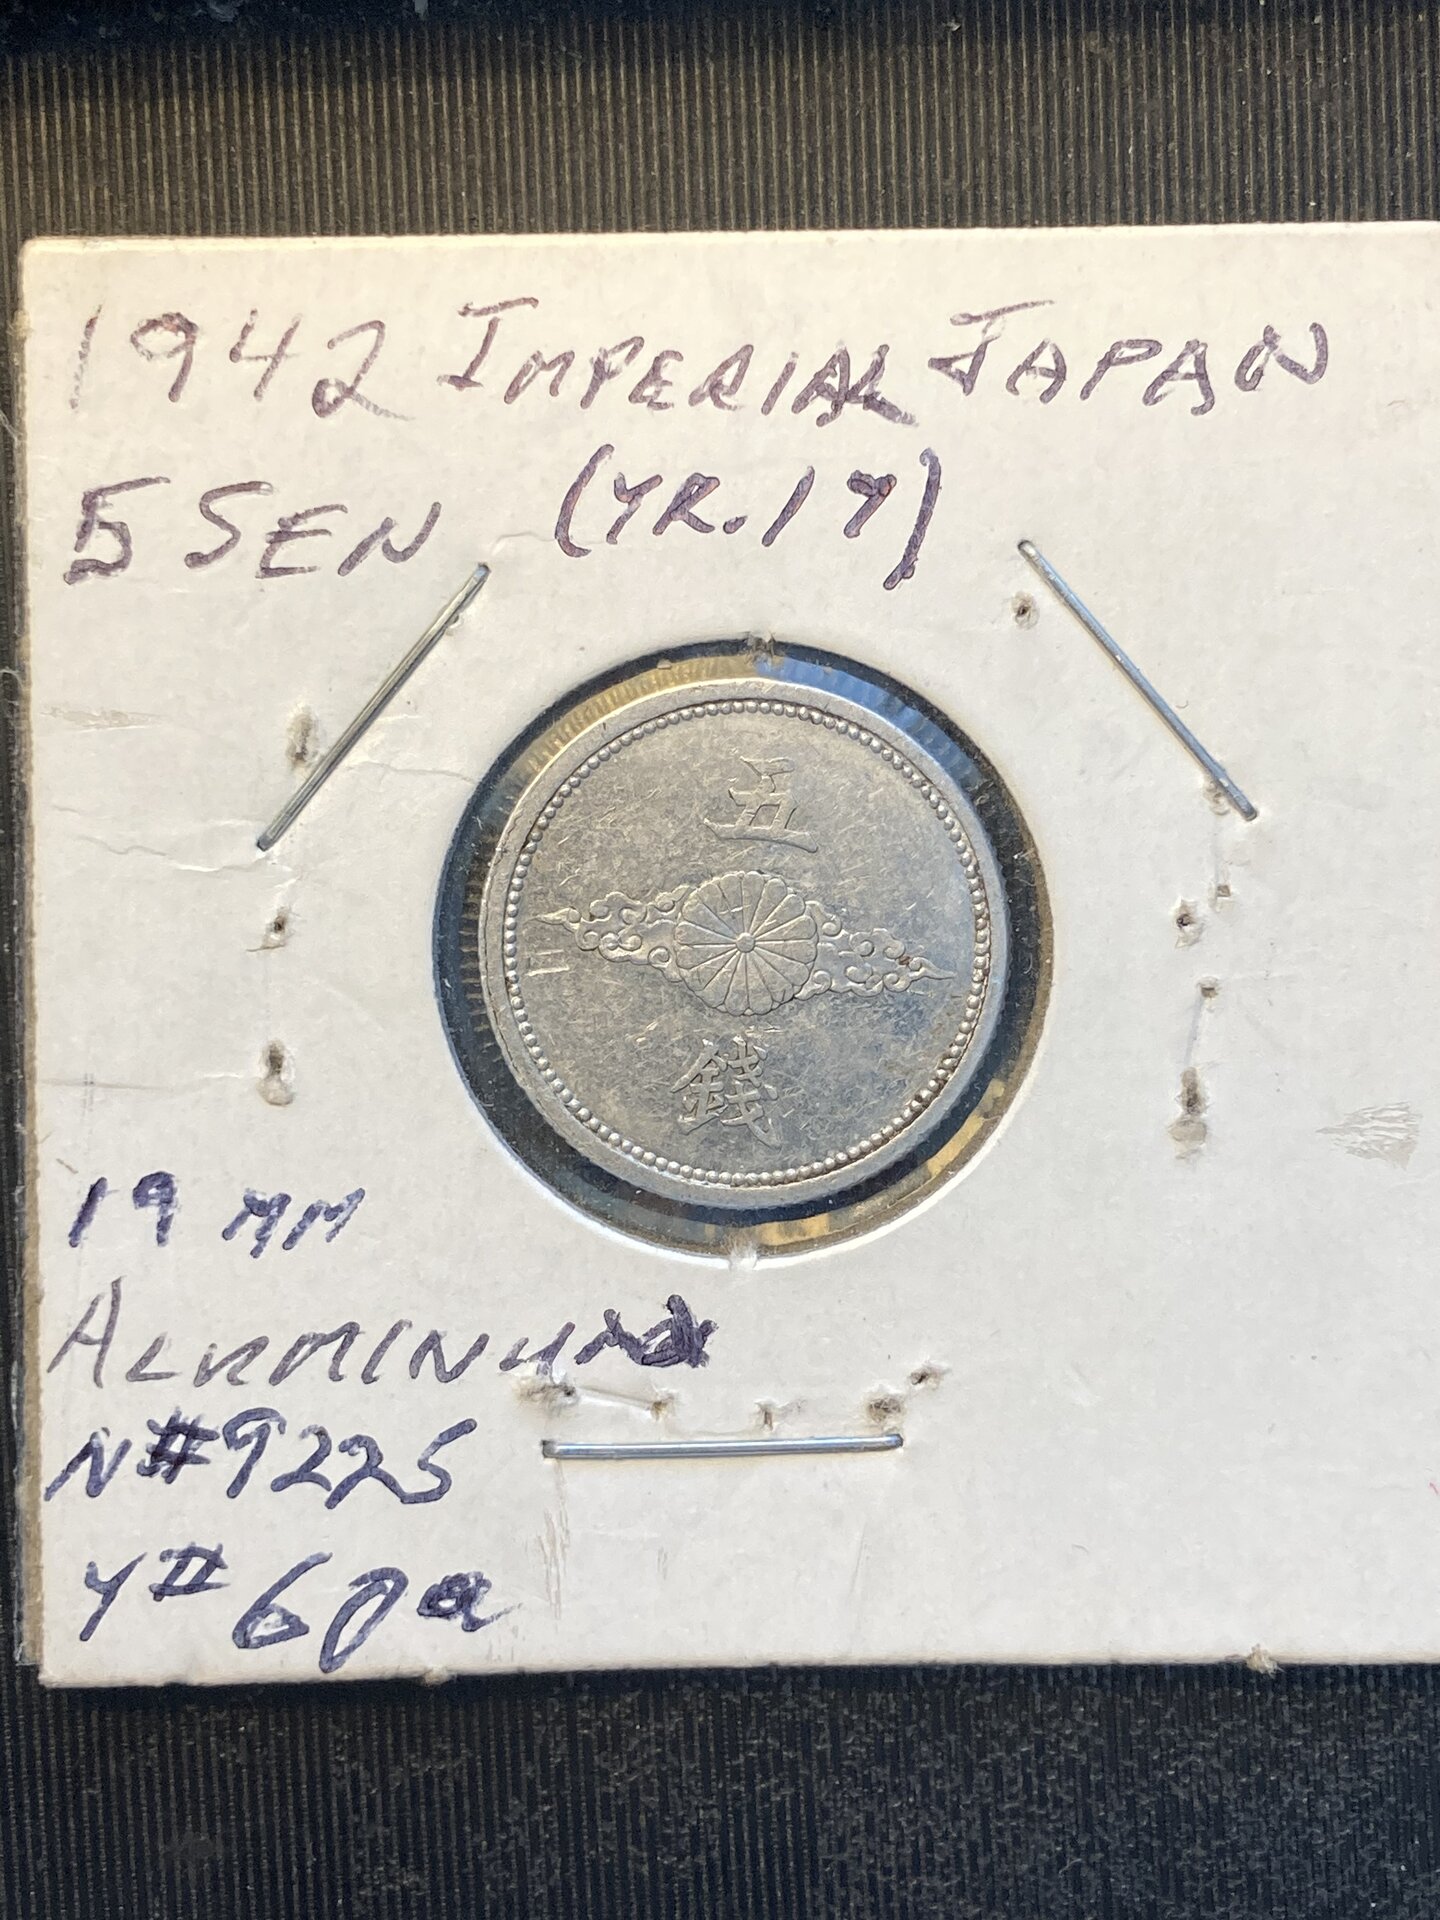 1942 IMPERIAL JAPAN
5 SEN (YR. 17)
五
錢
19 MM
ALUMINUM
N#9225
Y#60a